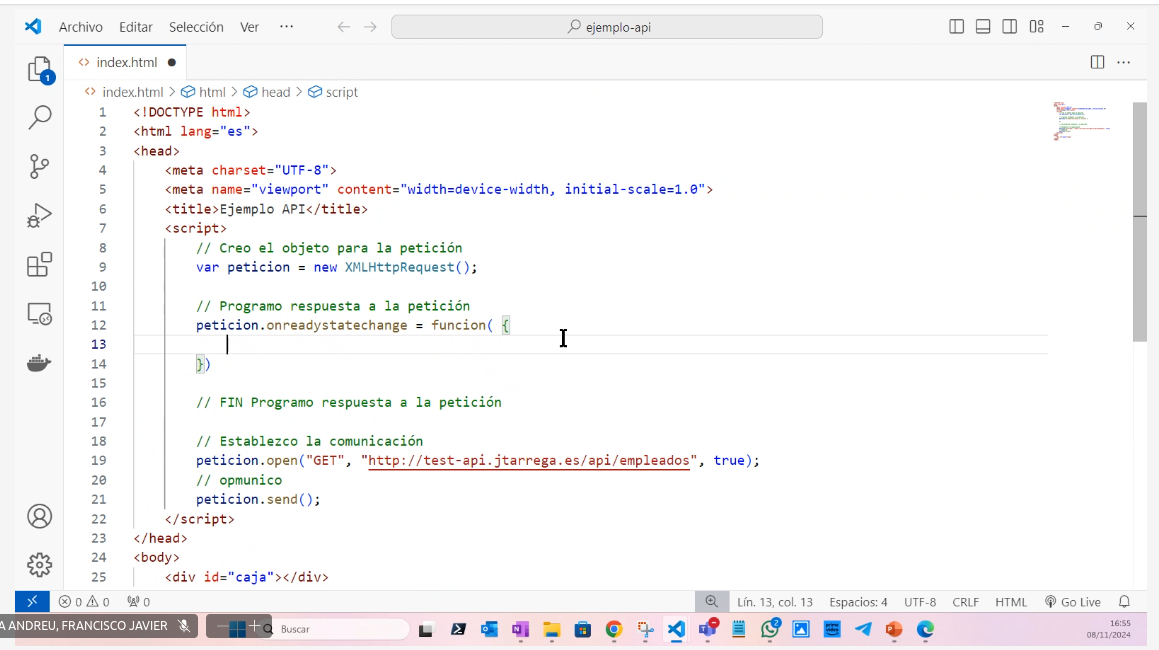 Archivo Editar Selección Ver ··· ejemplo-api
index.html
1
index.html > html > head > script
1 <!DOCTYPE html>
2 <html lang="es">
3 <head>
4 <meta charset="UTF-8">
5 <meta name="viewport" content="width=device-width, initial-scale=1.0">
6 <title>Ejemplo API</title>
7 <script>
8 // Creo el objeto para la petición
9 var peticion = new XMLHttpRequest();
10
11 // Programo respuesta a la petición
12 peticion.onreadystatechange = funcion( {
13
14 })
15
16 // FIN Programo respuesta a la petición
17
18 // Establezco la comunicación
19 peticion.open("GET", "http://test-api.jtarrega.es/api/empleados", true);
20 // opmunico
21 peticion.send();
22 </script>
23 </head>
24 <body>
25 <div id="caja"></div>
0 0 0 Lín. 13, col. 13 Espacios: 4 UTF-8 CRLF HTML Go Live
A ANDREU, FRANCISCO JAVIER
Buscar
2
16:55
08/11/2024